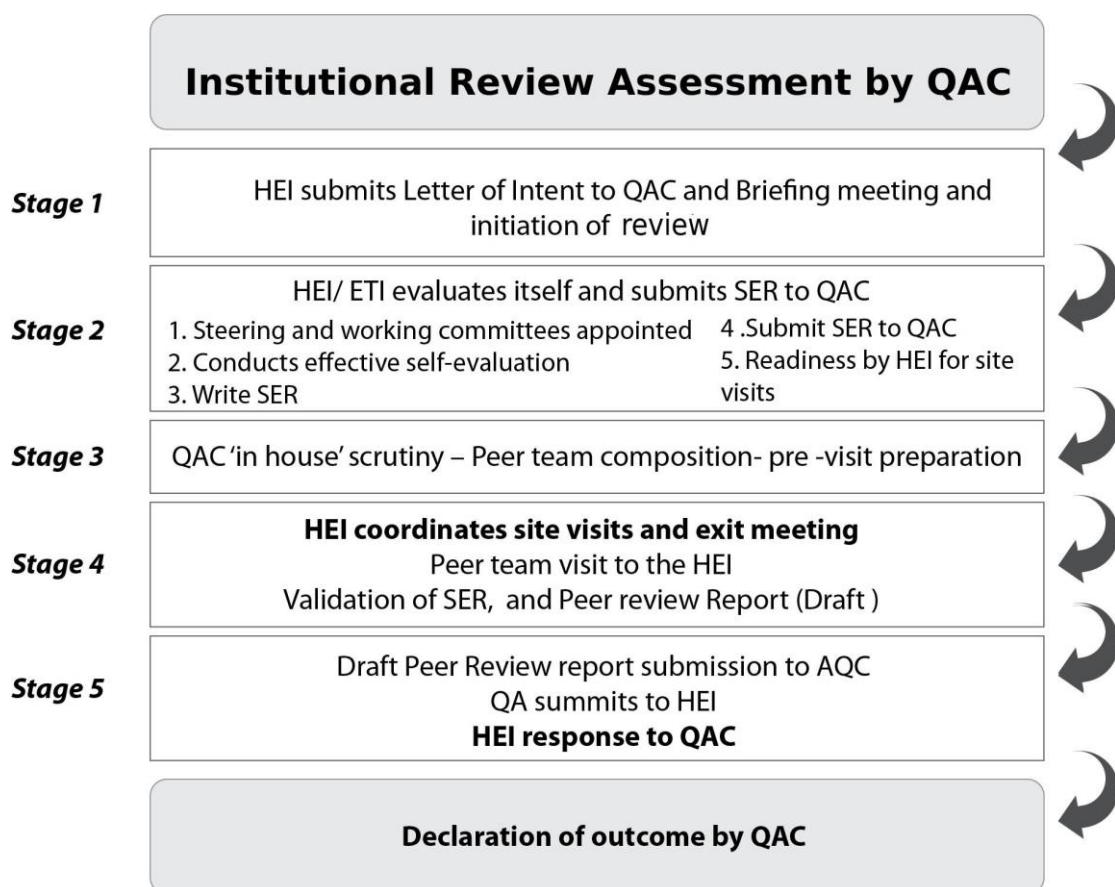 Institutional Review Assessment by QAC
Stage 1
HEI submits Letter of Intent to QAC and Briefing meeting and
initiation of review
Stage 2
HEI/ ETI evaluates itself and submits SER to QAC
1. Steering and working committees appointed
2. Conducts effective self-evaluation
3. Write SER
4 .Submit SER to QAC
5. Readiness by HEI for site
visits
Stage 3
QAC ‘in house’ scrutiny – Peer team composition- pre -visit preparation
Stage 4
HEI coordinates site visits and exit meeting
Peer team visit to the HEI
Validation of SER, and Peer review Report (Draft )
Stage 5
Draft Peer Review report submission to AQC
QA summits to HEI
HEI response to QAC
Declaration of outcome by QAC